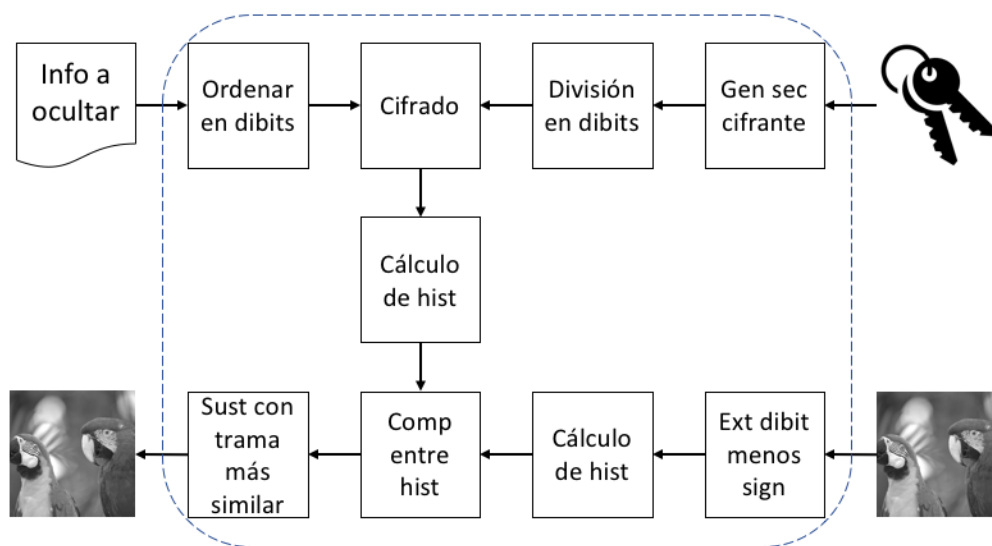 Info a
ocultar
Ordenar
en dibits
Cifrado
División
en dibits
Gen sec
cifrante
Cálculo
de hist
Sust con
trama
más
similar
Comp
entre
hist
Cálculo
de hist
Ext dibit
menos
sign